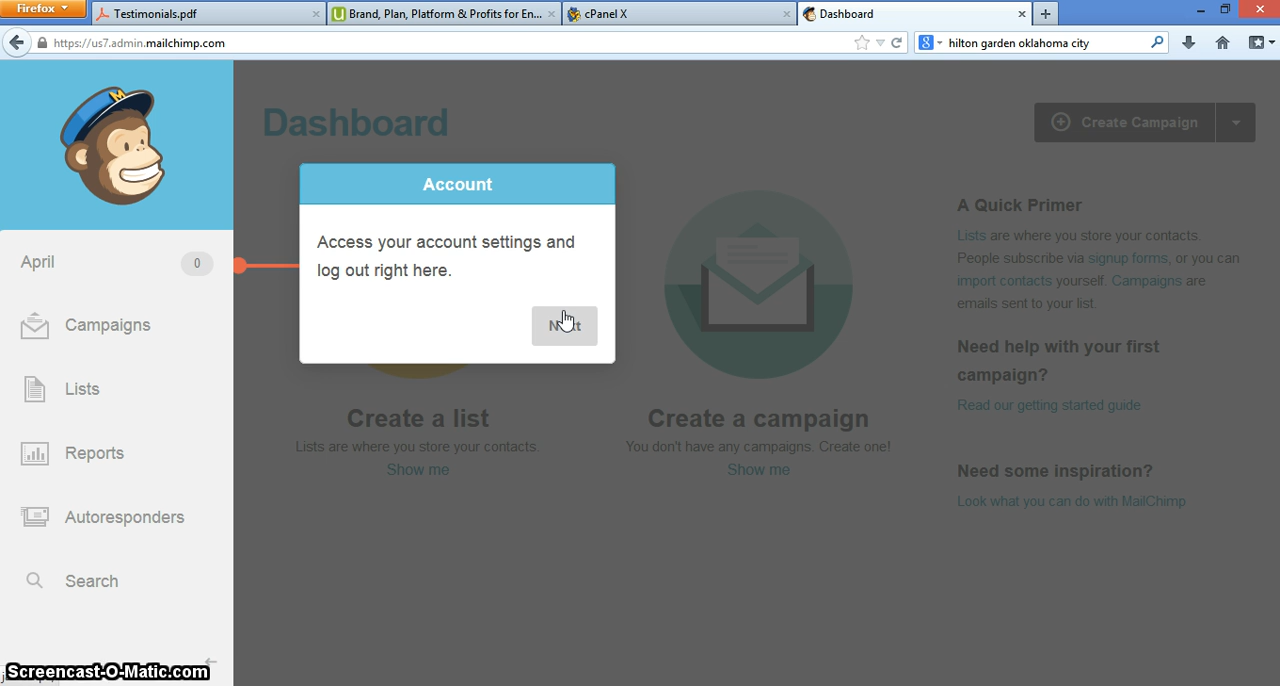 Firefox
Testimonials.pdf
Brand, Plan, Platform & Profits for En...
cPanel X
Dashboard
https://us7.admin.mailchimp.com
hilton garden oklahoma city
Dashboard
Create Campaign
Account
Access your account settings and
log out right here.
April
0
Campaigns
Lists
Reports
Autoresponders
Search
Create a list
Lists are where you store your contacts.
Show me
Create a campaign
You don't have any campaigns. Create one!
Show me
A Quick Primer
Lists are where you store your contacts.
People subscribe via signup forms, or you can
import contacts yourself. Campaigns are
emails sent to your list.
Need help with your first
campaign?
Read our getting started guide
Need some inspiration?
Look what you can do with MailChimp
Screencast-O-Matic.com